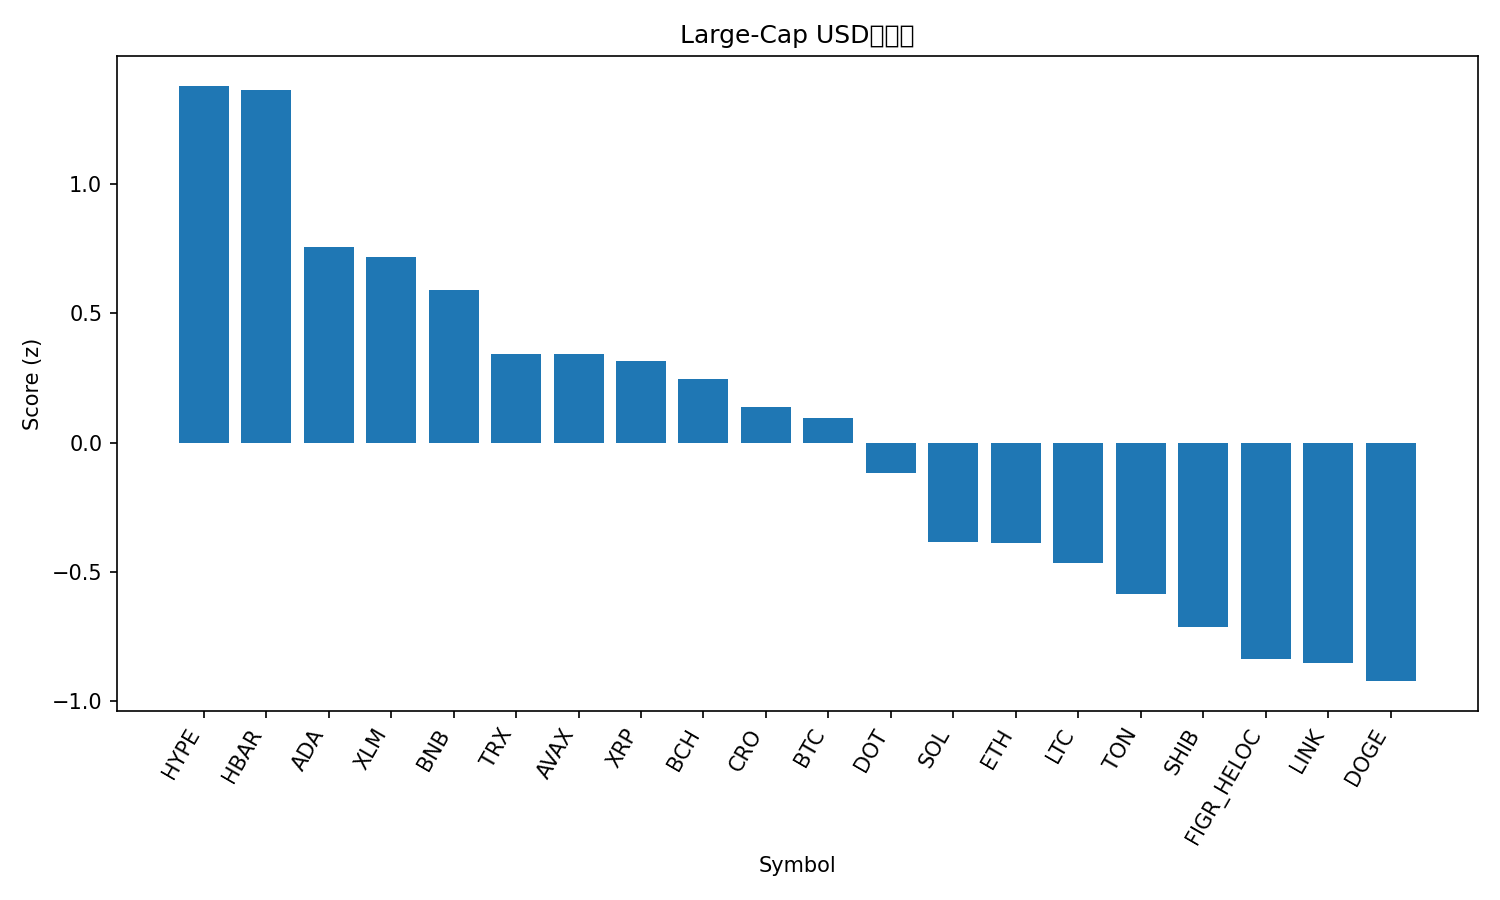 Large-Cap USD
Score (z)
1.0
0.5
0.0
−0.5
−1.0
HYPE
HBAR
ADA
XLM
BNB
TRX
AVAX
XRP
BCH
CRO
BTC
DOT
SOL
ETH
LTC
TON
SHIB
FIGR_HELOC
LINK
DOGE
Symbol